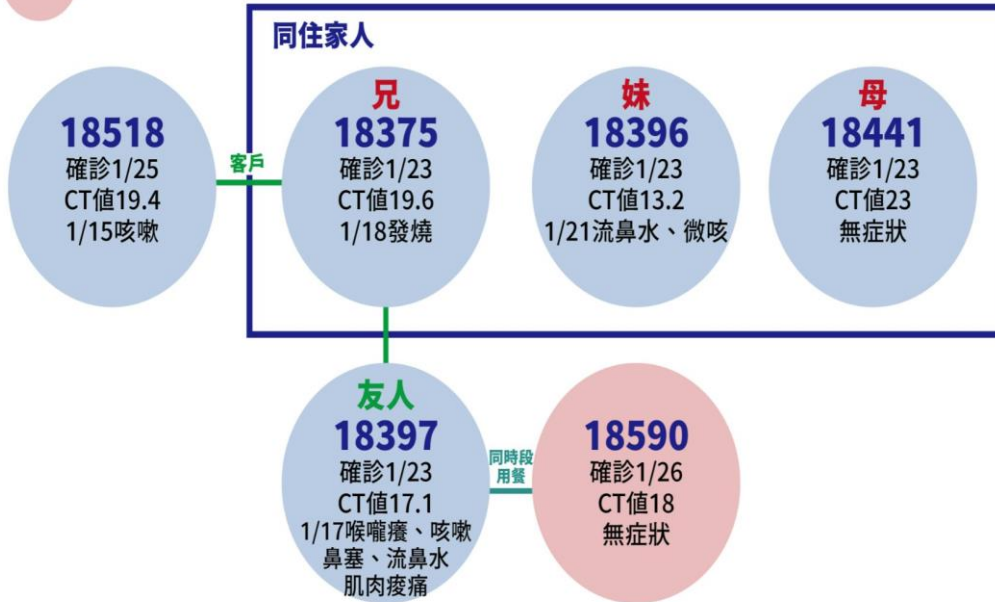 同住家人
18518
確診1/25
CT值19.4
1/15咳嗽
客戶
兄
18375
確診1/23
CT值19.6
1/18發燒
妹
18396
確診1/23
CT值13.2
1/21流鼻水、微咳
母
18441
確診1/23
CT值23
無症狀
友人
18397
確診1/23
CT值17.1
1/17喉嚨癢、咳嗽
鼻塞、流鼻水
肌肉痠痛
同時段
用餐
18590
確診1/26
CT值18
無症狀